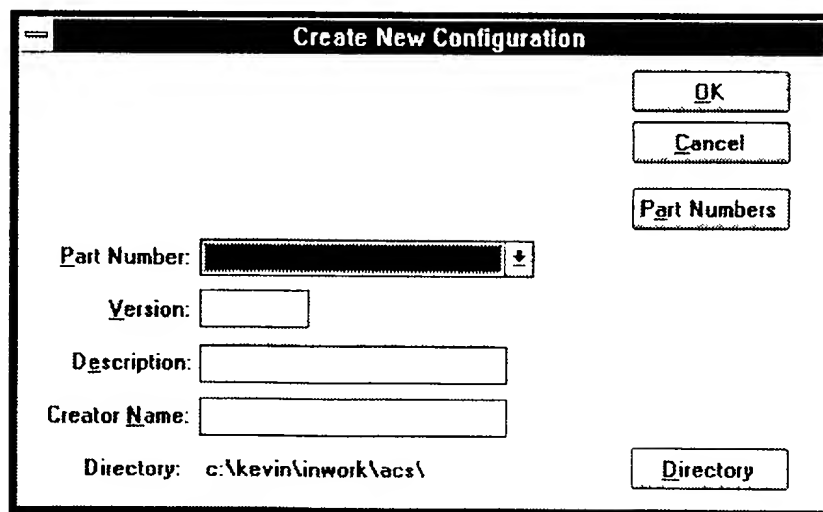 Create New Configuration
OK
Cancel
Part Numbers
Part Number:
Version:
Description:
Creator Name:
Directory: c:\kevin\inwork\acs\
Directory